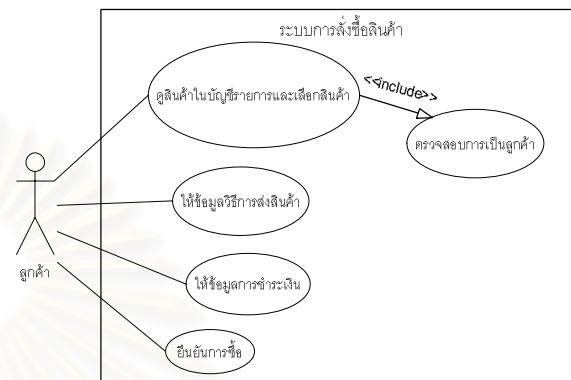 ระบบการสั่งซื้อสินค้า
ดูสินค้าในบัญชีรายการและเลือกสินค้า
<<include>>
ตรวจสอบการเป็นลูกค้า
ให้ข้อมูลวิธีการส่งสินค้า
ลูกค้า
ให้ข้อมูลการชำระเงิน
ยืนยันการซื้อ